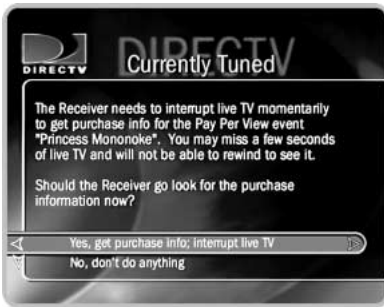 DIRECTV
DIRECTV
Currently Tuned
The Receiver needs to interrupt live TV momentarily
to get purchase info for the Pay Per View event
"Princess Mononoke". You may miss a few seconds
of live TV and will not be able to rewind to see it.
Should the Receiver go look for the purchase
information now?
Yes, get purchase info; interrupt live TV
No, don't do anything